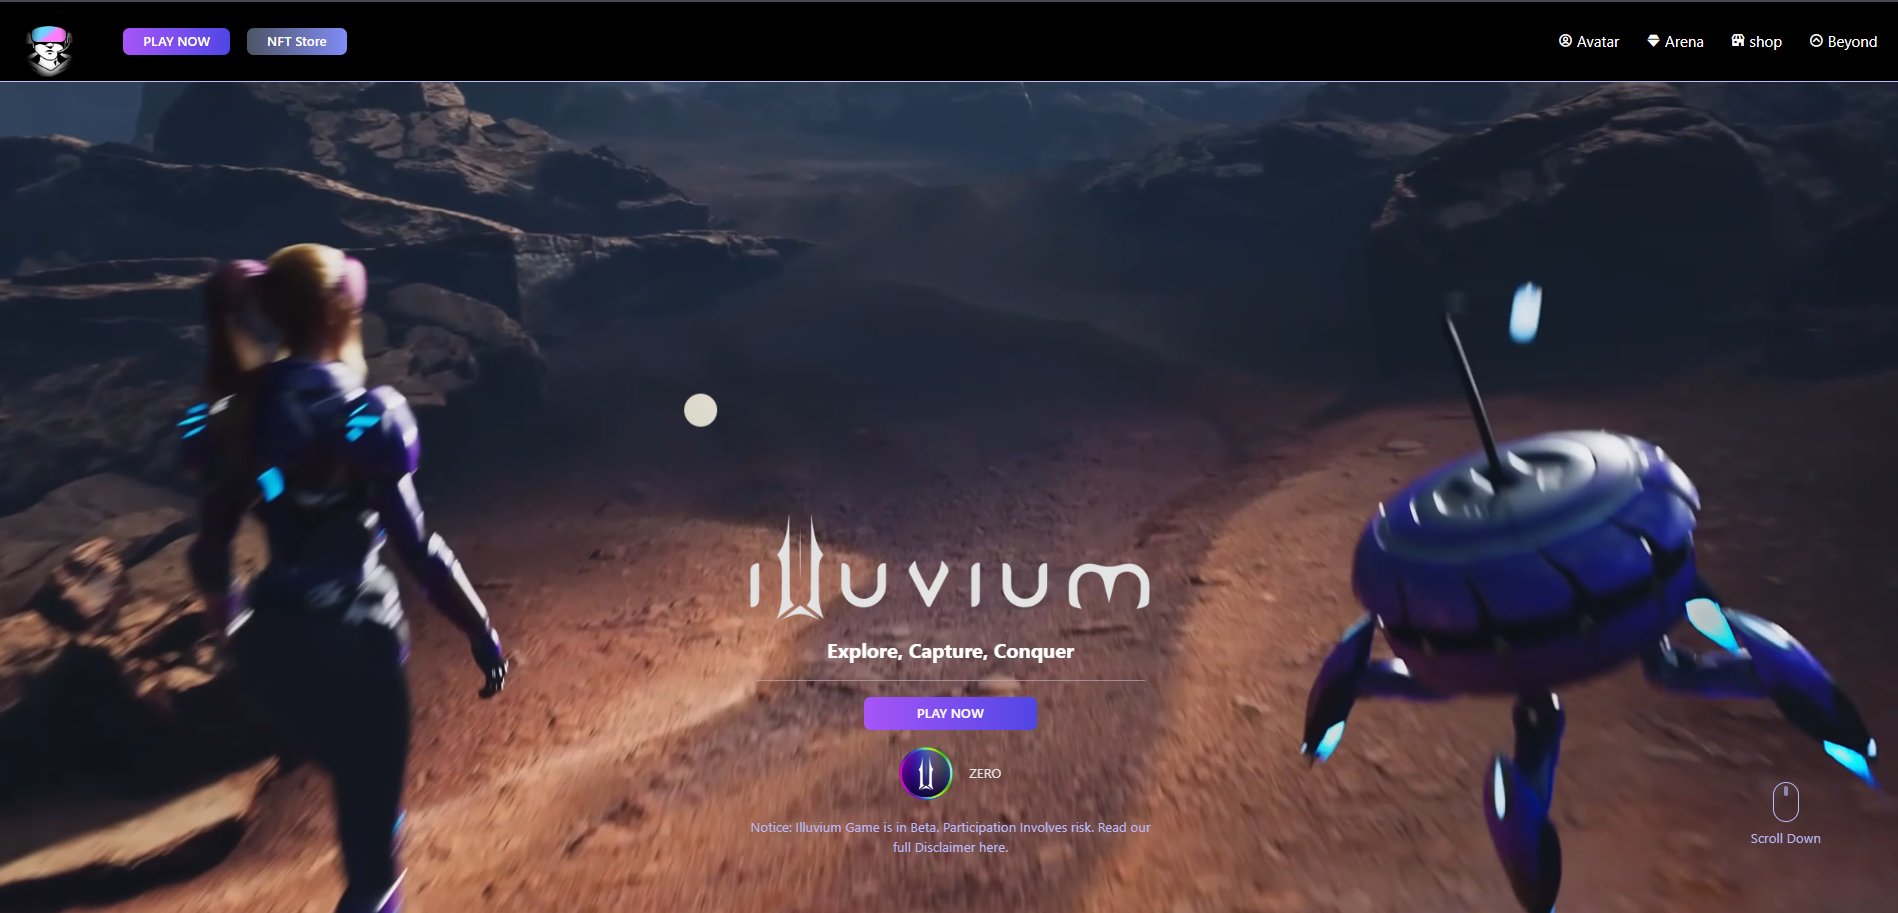 PLAY NOW
NFT Store
Avatar
Arena
shop
Beyond
illuvium
Explore, Capture, Conquer
PLAY NOW
ZERO
Notice: Illuvium Game is in Beta. Participation Involves risk. Read our
full Disclaimer here.
Scroll Down